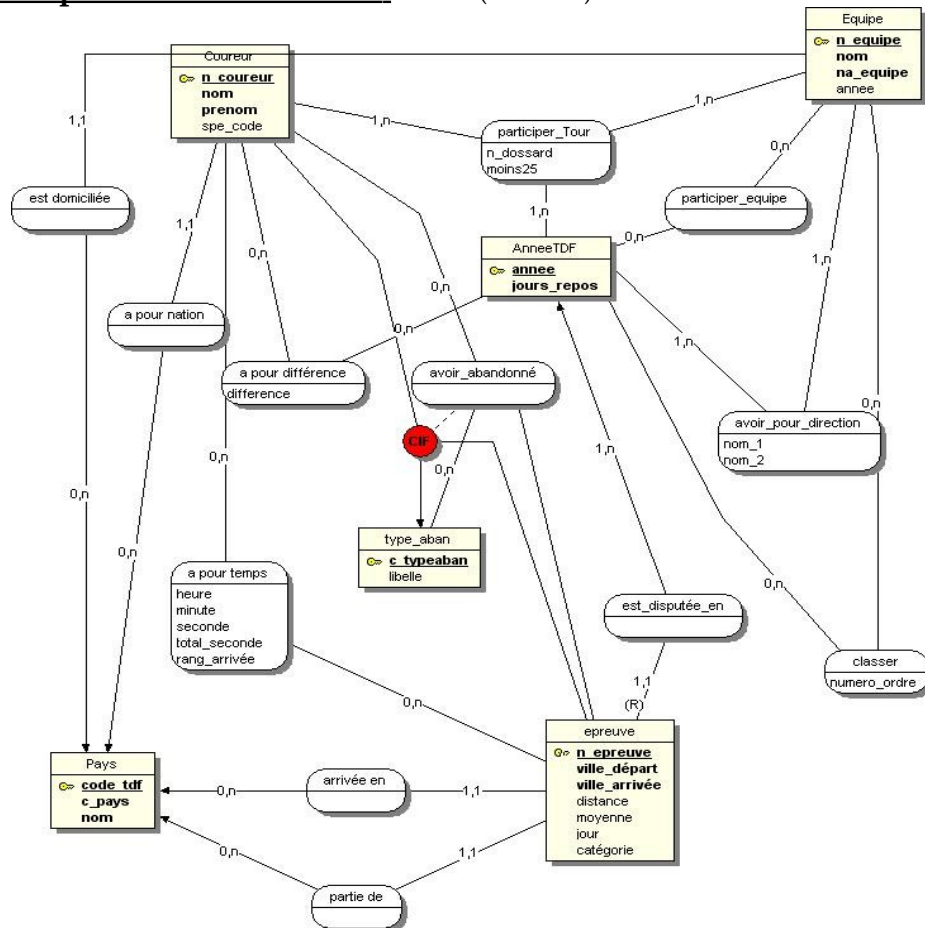 Equipe
n_equipe
nom
na_equipe
annee
Coureur
n_coureur
nom
prenom
spe_code
1,1
1,n
1,n
participer_Tour
n_dossard
moins25
0,n
est domiciliée
1,1
participer_equipe
1,n
0,n
0,n
0,n
1,n
AnneeTDF
annee
jours_repos
a pour nation
0,n
1,n
a pour différence
difference
avoir_abandonné
0,n
avoir_pour_direction
nom_1
nom_2
CIF
1,n
0,n
0,n
0,n
0,n
type_aban
c_typeaban
libelle
a pour temps
heure
minute
seconde
total_seconde
rang_arrivée
0,n
est_disputée_en
classer
numero_ordre
1,1
(R)
0,n
epreuve
n_epreuve
ville_départ
ville_arrivée
distance
moyenne
jour
catégorie
Pays
code_tdf
c_pays
nom
arrivée en
0,n
1,1
0,n
1,1
partie de